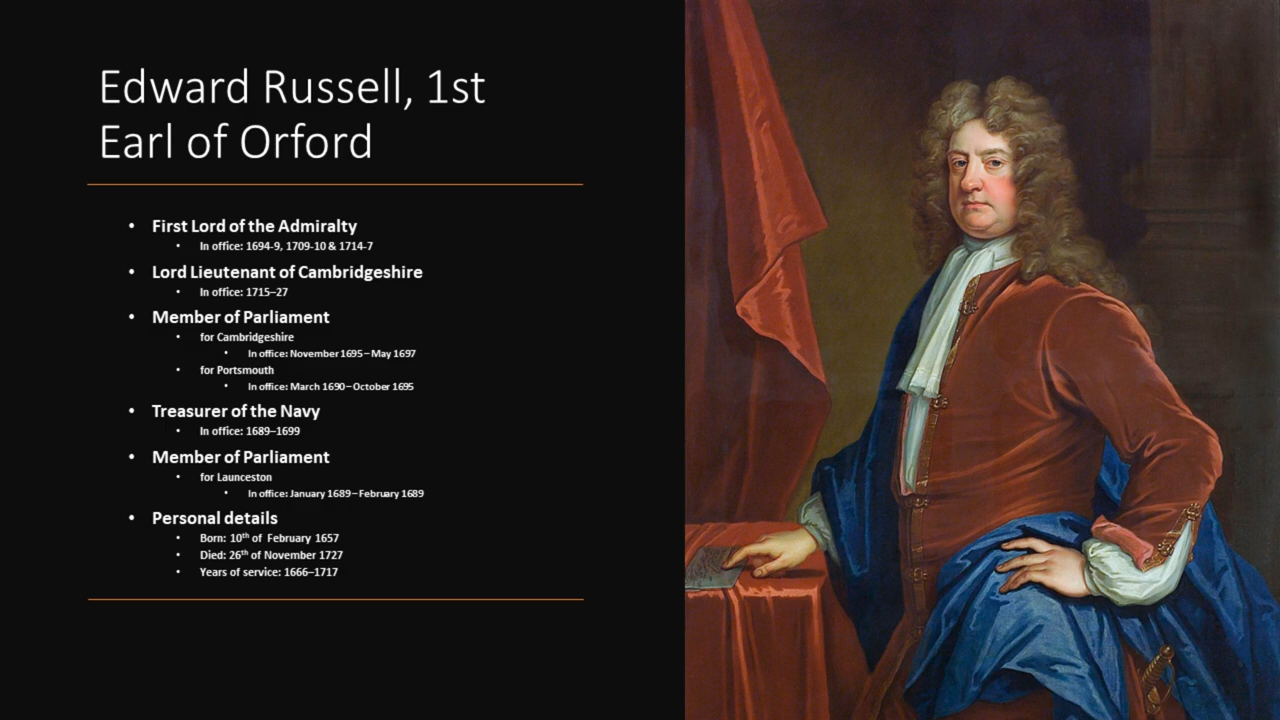 Edward Russell, 1st
Earl of Orford
• First Lord of the Admiralty
• In office: 1694-9, 1709-10 & 1714-7
• Lord Lieutenant of Cambridgeshire
• In office: 1715–27
• Member of Parliament
• for Cambridgeshire
• In office: November 1695 – May 1697
• for Portsmouth
• In office: March 1690 – October 1695
• Treasurer of the Navy
• In office: 1689–1699
• Member of Parliament
• for Launceston
• In office: January 1689 – February 1689
• Personal details
• Born: 10th of February 1657
• Died: 26th of November 1727
• Years of service: 1666–1717